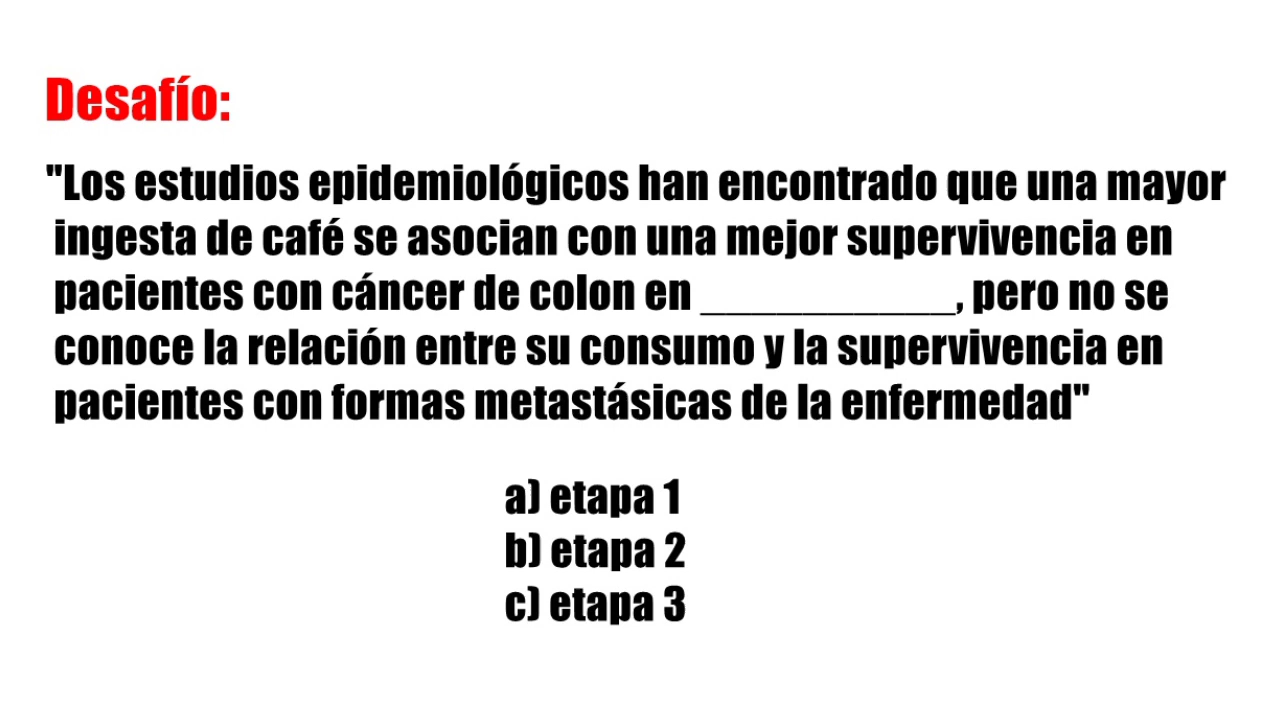 Desafío:
"Los estudios epidemiológicos han encontrado que una mayor
ingesta de café se asocian con una mejor supervivencia en
pacientes con cáncer de colon en __________, pero no se
conoce la relación entre su consumo y la supervivencia en
pacientes con formas metastásicas de la enfermedad"
a) etapa 1
b) etapa 2
c) etapa 3